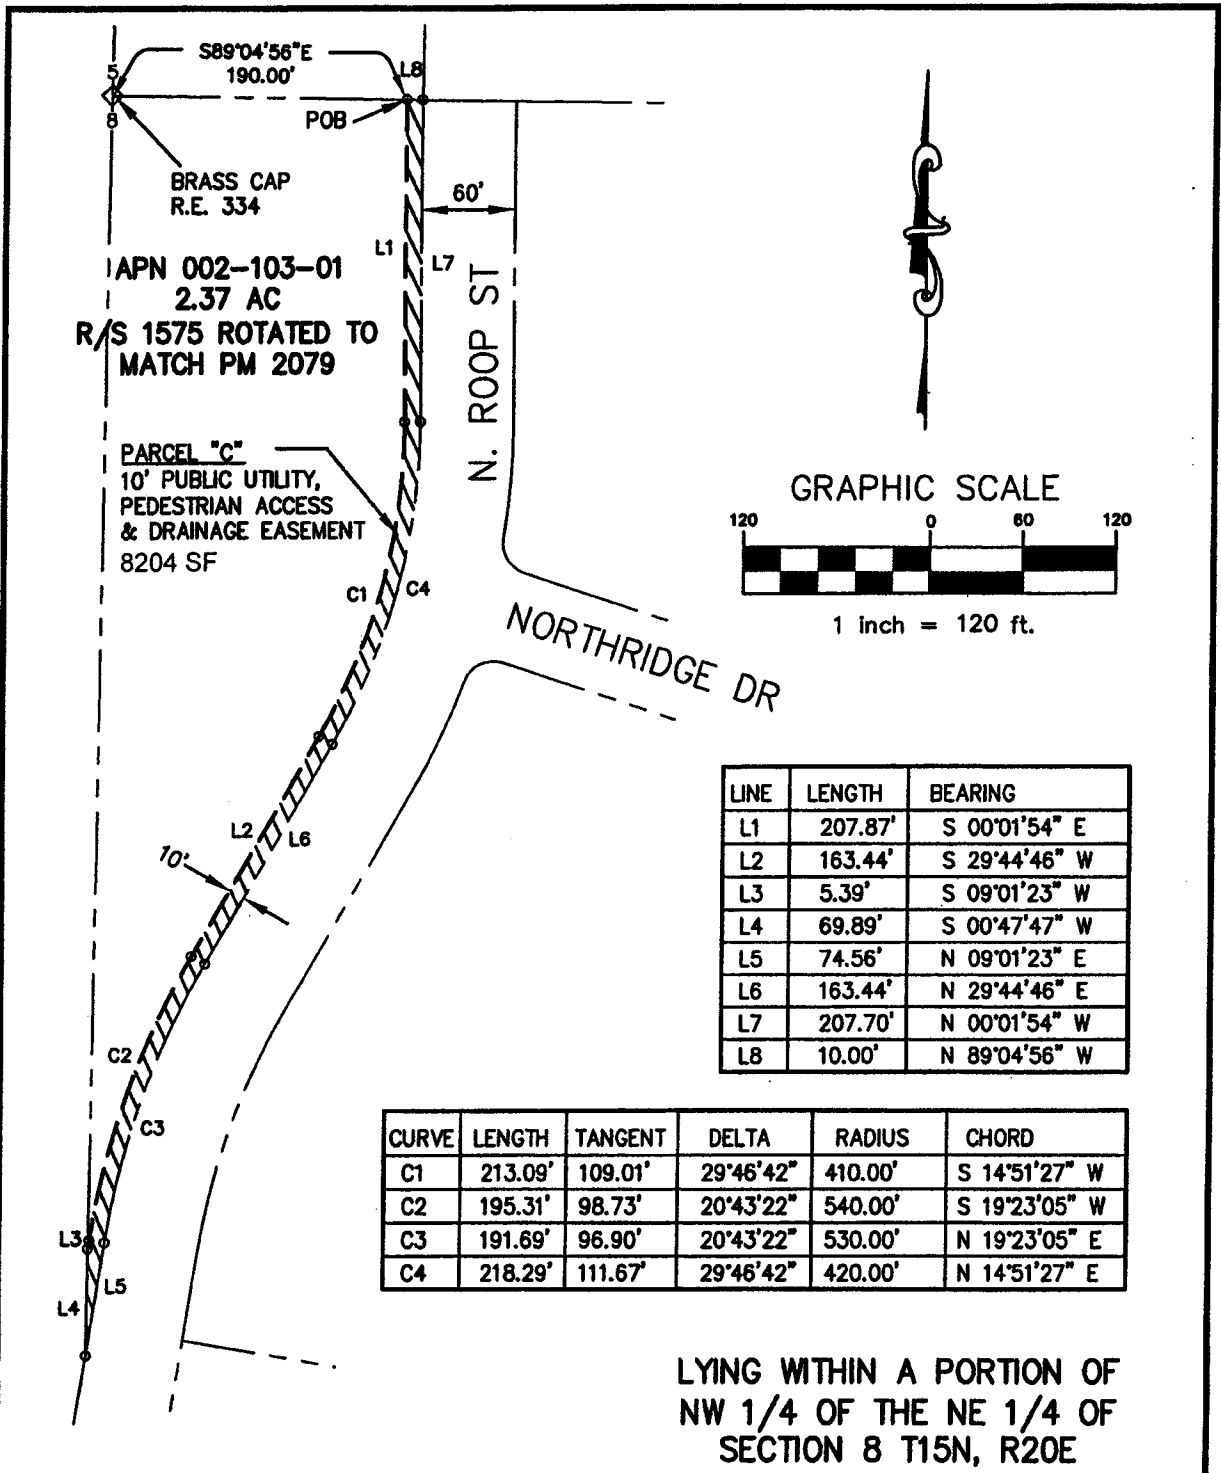 S89°04'56"E
190.00'
L8
5
8
POB
BRASS CAP
R.E. 334
60'
L1
L7
APN 002-103-01
2.37 AC
R/S 1575 ROTATED TO
MATCH PM 2079
N. ROOP ST
PARCEL "C"
10' PUBLIC UTILITY,
PEDESTRIAN ACCESS
& DRAINAGE EASEMENT
8204 SF
GRAPHIC SCALE
120 0 60 120
1 inch = 120 ft.
C1
C4
NORTHRIDGE DR
L2
L6
10'
LINE LENGTH BEARING
L1 207.87' S 00°01'54" E
L2 163.44' S 29°44'46" W
L3 5.39' S 09°01'23" W
L4 69.89' S 00°47'47" W
L5 74.56' N 09°01'23" E
L6 163.44' N 29°44'46" E
L7 207.70' N 00°01'54" W
L8 10.00' N 89°04'56" W
C2
C3
CURVE LENGTH TANGENT DELTA RADIUS CHORD
C1 213.09' 109.01' 29°46'42" 410.00' S 14°51'27" W
C2 195.31' 98.73' 20°43'22" 540.00' S 19°23'05" W
C3 191.69' 96.90' 20°43'22" 530.00' N 19°23'05" E
C4 218.29' 111.67' 29°46'42" 420.00' N 14°51'27" E
L3
L5
L4
LYING WITHIN A PORTION OF
NW 1/4 OF THE NE 1/4 OF
SECTION 8 T15N, R20E